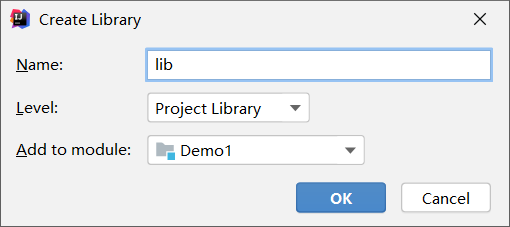 Create Library
Name: lib
Level: Project Library
Add to module: Demo1
OK Cancel